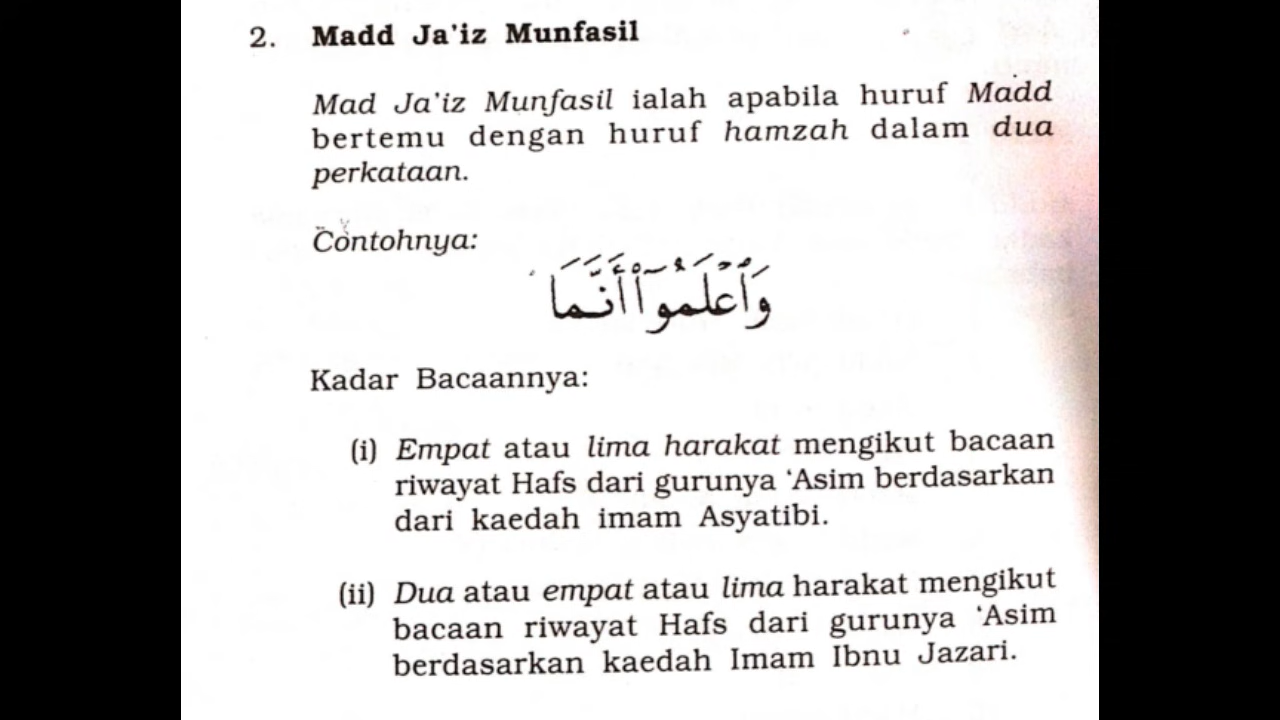 2. Madd Ja'iz Munfasil
Mad Ja'iz Munfasil ialah apabila huruf Madd
bertemu dengan huruf hamzah dalam dua
perkataan.
Contohnya:
وَٱعْلَمُوٓا۟ أَنَّمَا
Kadar Bacaannya:
(i) Empat atau lima harakat mengikut bacaan
riwayat Hafs dari gurunya ‘Asim berdasarkan
dari kaedah imam Asyatibi.
(ii) Dua atau empat atau lima harakat mengikut
bacaan riwayat Hafs dari gurunya ‘Asim
berdasarkan kaedah Imam Ibnu Jazari.